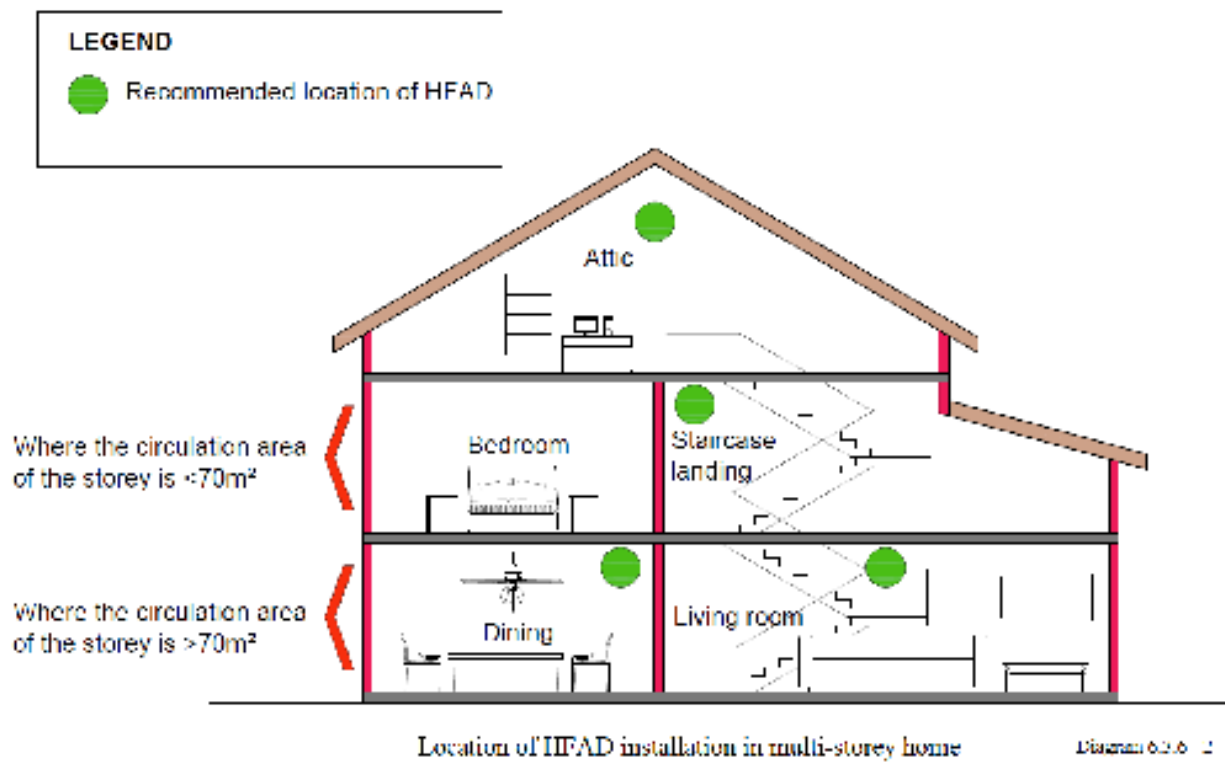 LEGEND
Recommended location of HFAD
Attic
Where the circulation area
of the storey is <70m²
Bedroom
Staircase
landing
Where the circulation area
of the storey is >70m²
Dining
Living room
Location of HFAD installation in multi-storey home
Diagram